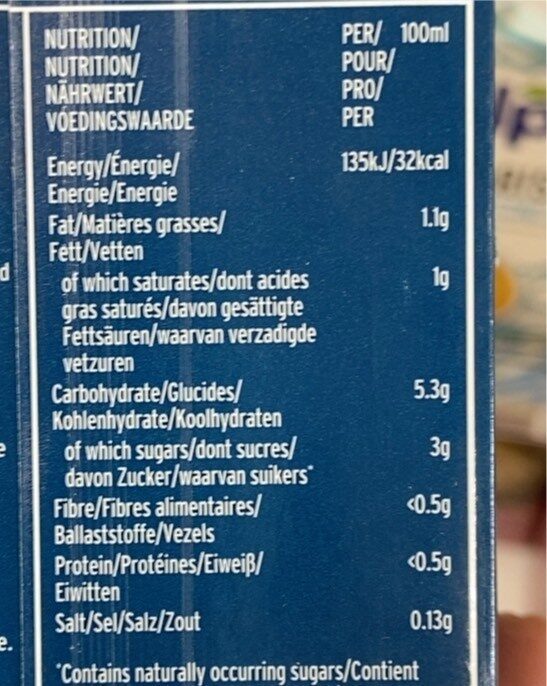 NUTRITION/ PER/ 100ml
NUTRITION/ POUR/
NÄHRWERT/ PRO/
VOEDINGSWAARDE PER
Energy/Énergie/ 135kJ/32kcal
Energie/Energie
Fat/Matières grasses/ 1.1g
Fett/Vetten
of which saturates/dont acides 1g
gras saturés/davon gesättigte
Fettsäuren/waarvan verzadigde
vetzuren
Carbohydrate/Glucides/ 5.3g
Kohlenhydrate/Koolhydraten
of which sugars/dont sucres/ 3g
davon Zucker/waarvan suikers*
Fibre/Fibres alimentaires/ <0.5g
Ballaststoffe/Vezels
Protein/Protéines/Eiweiβ/ <0.5g
Eiwitten
Salt/Sel/Salz/Zout 0.13g
*Contains naturally occurring sugars/Contient